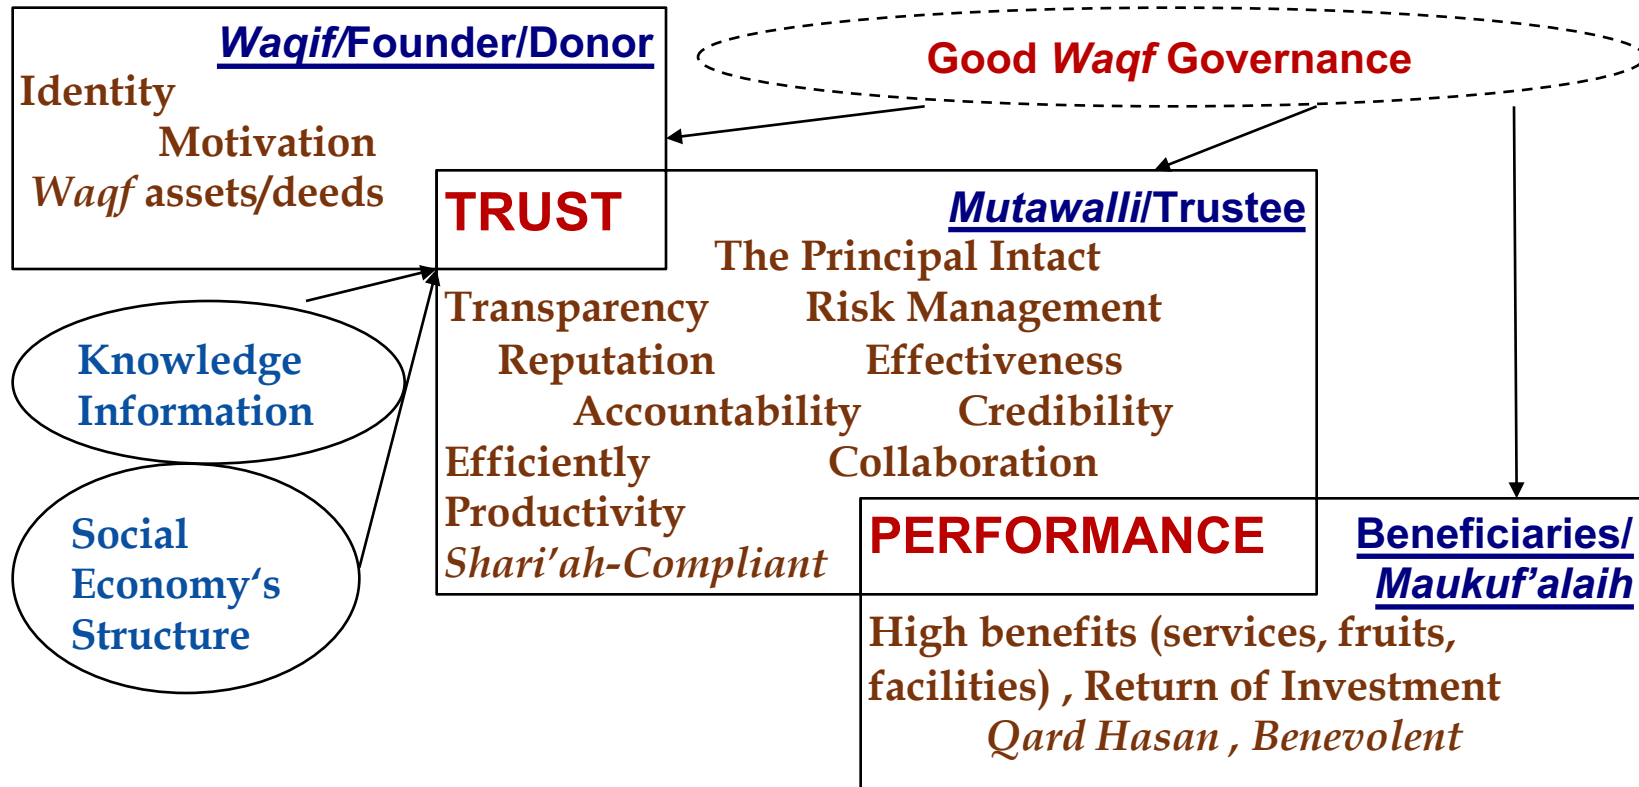 Waqif/Founder/Donor
Identity
Motivation
Waqf assets/deeds
Good Waqf Governance
TRUST
Mutawalli/Trustee
The Principal Intact
Transparency Risk Management
Reputation Effectiveness
Accountability Credibility
Efficiently Collaboration
Productivity
Shari’ah-Compliant
Knowledge
Information
Social
Economy‘s
Structure
PERFORMANCE
Beneficiaries/
Maukuf’alaih
High benefits (services, fruits,
facilities) , Return of Investment
Qard Hasan , Benevolent